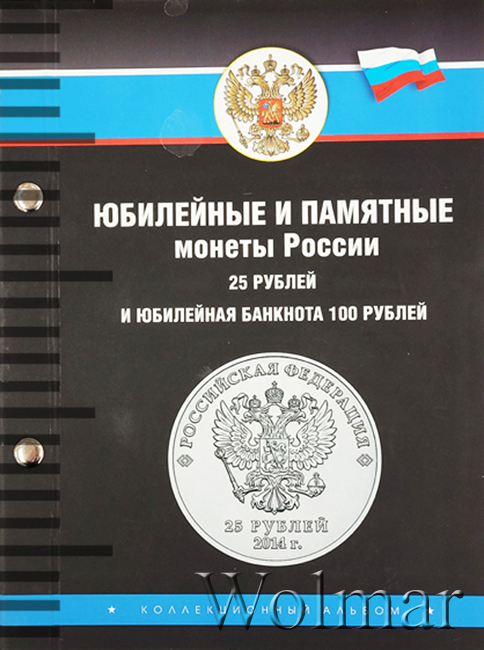 ЮБИЛЕЙНЫЕ И ПАМЯТНЫЕ
монеты России
25 РУБЛЕЙ
И ЮБИЛЕЙНАЯ БАНКНОТА 100 РУБЛЕЙ
РОССИЙСКАЯ ФЕДЕРАЦИЯ
25 РУБЛЕЙ
2014 г.
★ КОЛЛЕКЦИОННЫЙ АЛЬБОМ ★
Wolmar